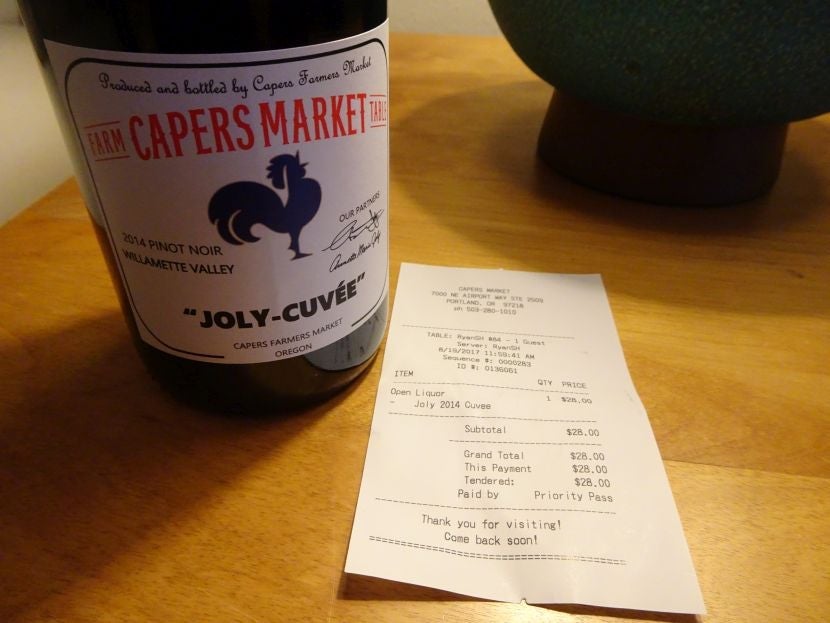 Produced and bottled by Capers Farmers Market
FARM CAPERS MARKET TABLE
OUR PARTNERS
2014 PINOT NOIR
WILLAMETTE VALLEY
"JOLY-CUVÉE"
CAPERS FARMERS MARKET
OREGON
CAPERS MARKET
7000 NE AIRPORT WAY STE 2509
PORTLAND, OR 97218
ph 503-280-1010
TABLE: RyanSH #84 - 1 Guest
Server: RyanSH
8/19/2017 11:59:41 AM
Sequence #: 0000283
ID #: 0136061
ITEM QTY PRICE
Open Liquor 1 $28.00
- Joly 2014 Cuvee
Subtotal $28.00
Grand Total $28.00
This Payment $28.00
Tendered: $28.00
Paid by Priority Pass
Thank you for visiting!
Come back soon!